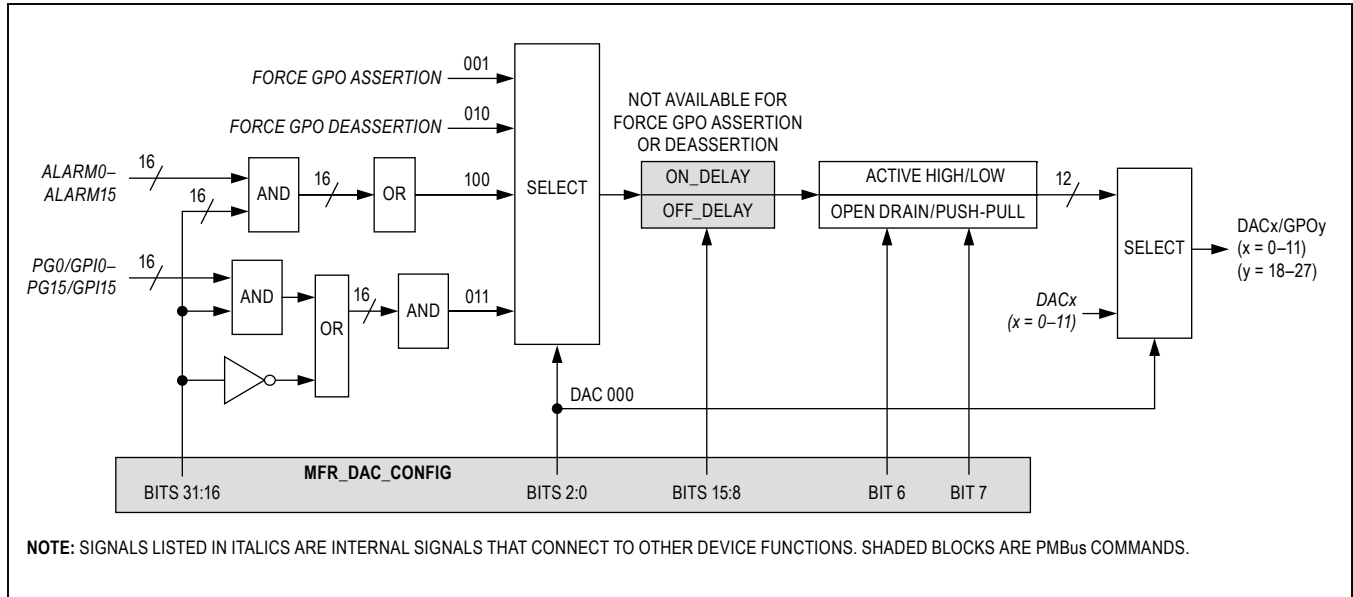 FORCE GPO ASSERTION
001
FORCE GPO DEASSERTION
010
NOT AVAILABLE FOR
FORCE GPO ASSERTION
OR DEASSERTION
ALARM0–
ALARM15
16
16
AND
16
OR
100
SELECT
ON_DELAY
OFF_DELAY
ACTIVE HIGH/LOW
OPEN DRAIN/PUSH-PULL
12
SELECT
DACx/GPOy
(x = 0–11)
(y = 18–27)
PG0/GPI0–
PG15/GPI15
16
AND
OR
16
AND
011
DACx
(x = 0–11)
DAC 000
MFR_DAC_CONFIG
BITS 31:16
BITS 2:0
BITS 15:8
BIT 6
BIT 7
NOTE: SIGNALS LISTED IN ITALICS ARE INTERNAL SIGNALS THAT CONNECT TO OTHER DEVICE FUNCTIONS. SHADED BLOCKS ARE PMBus COMMANDS.